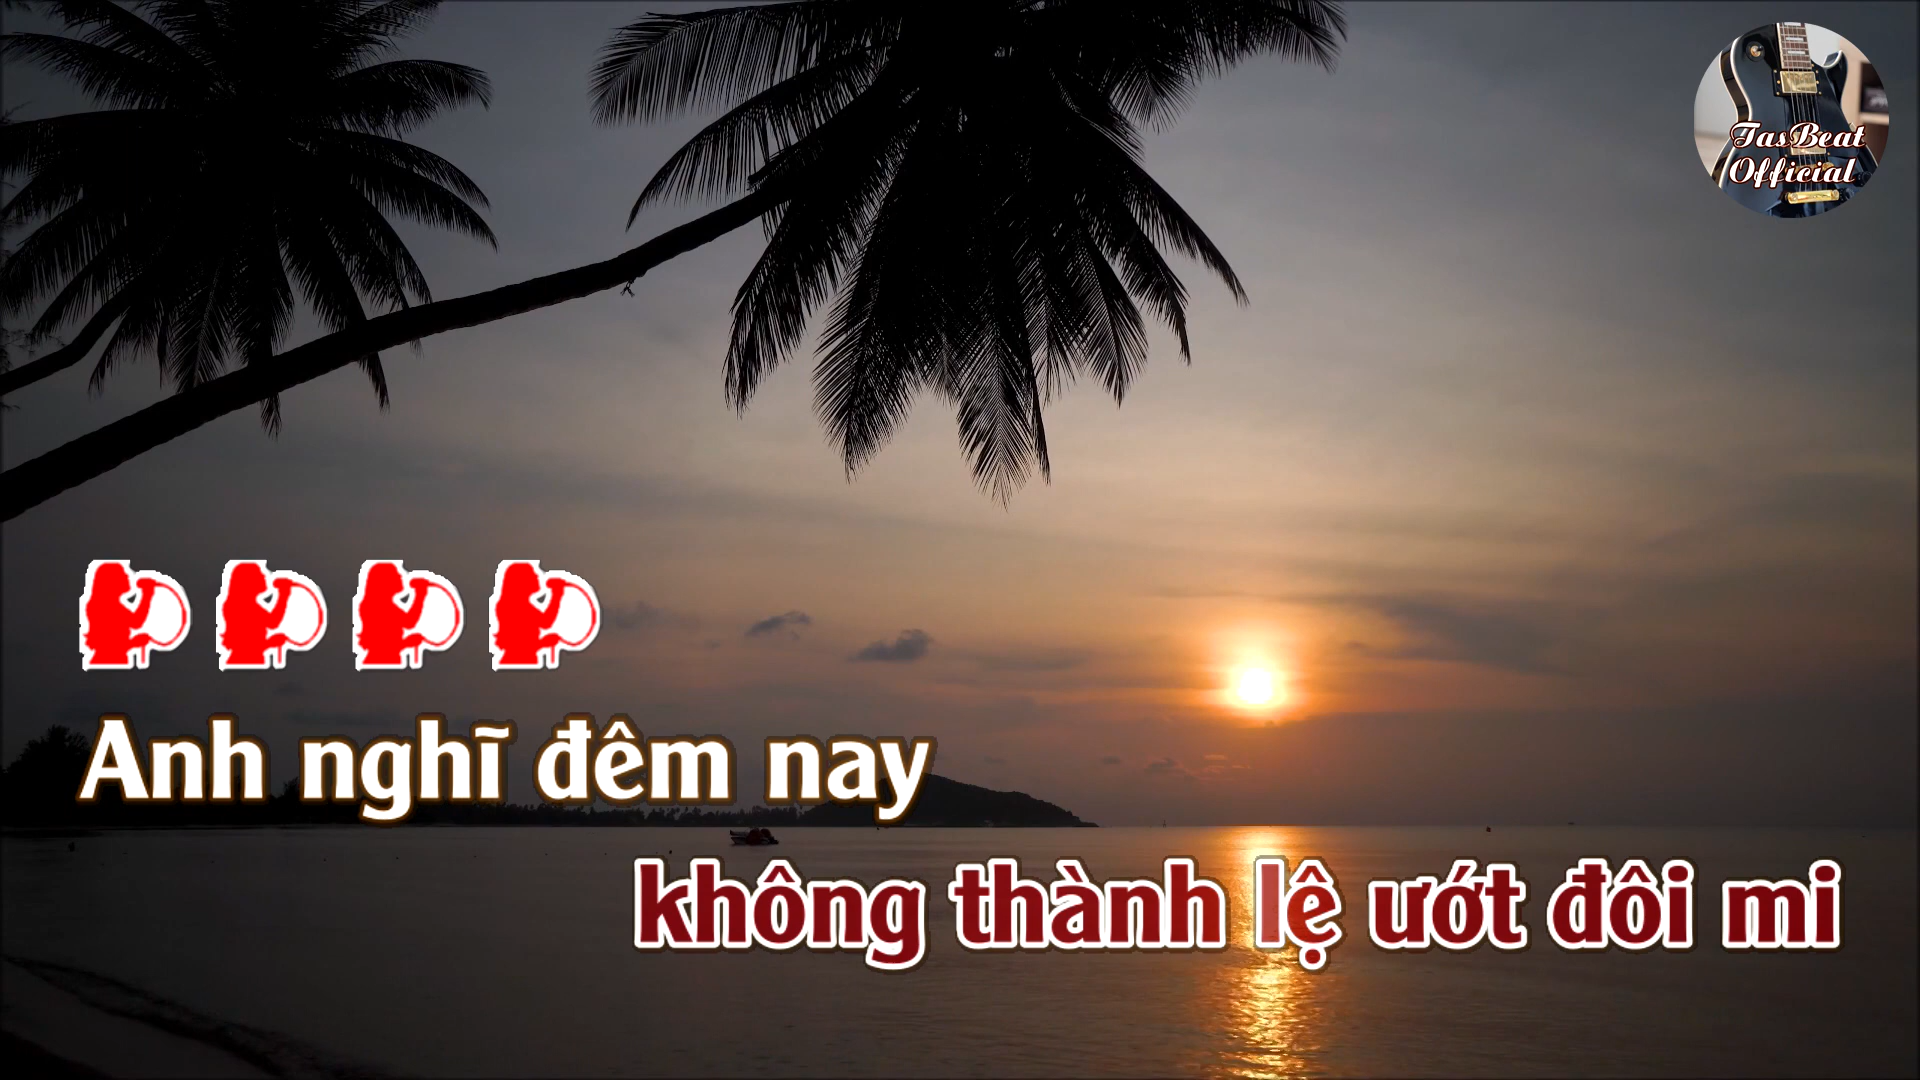 TasBeat
Official
Anh nghĩ đêm nay
không thành lệ ướt đôi mi